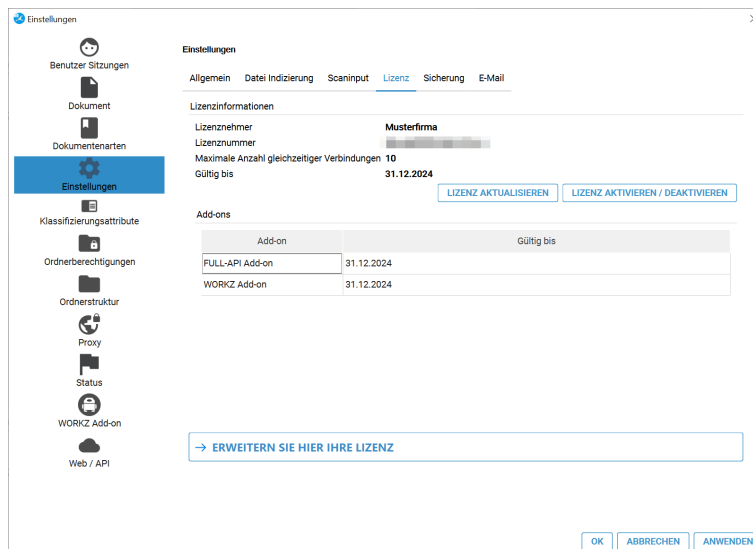 Einstellungen
Benutzer Sitzungen
Dokument
Dokumentenarten
Einstellungen
Klassifizierungsattribute
Ordnerberechtigungen
Ordnerstruktur
Proxy
Status
WORKZ Add-on
Web / API
Einstellungen
Allgemein Datei Indizierung Scaninput Lizenz Sicherung E-Mail
Lizenzinformationen
Lizenznehmer Musterfirma
Lizenznummer
Maximale Anzahl gleichzeitiger Verbindungen 10
Gültig bis 31.12.2024
LIZENZ AKTUALISIEREN LIZENZ AKTIVIEREN / DEAKTIVIEREN
Add-ons
Add-on Gültig bis
FULL-API Add-on 31.12.2024
WORKZ Add-on 31.12.2024
→ ERWEITERN SIE HIER IHRE LIZENZ
OK ABBRECHEN ANWENDEN